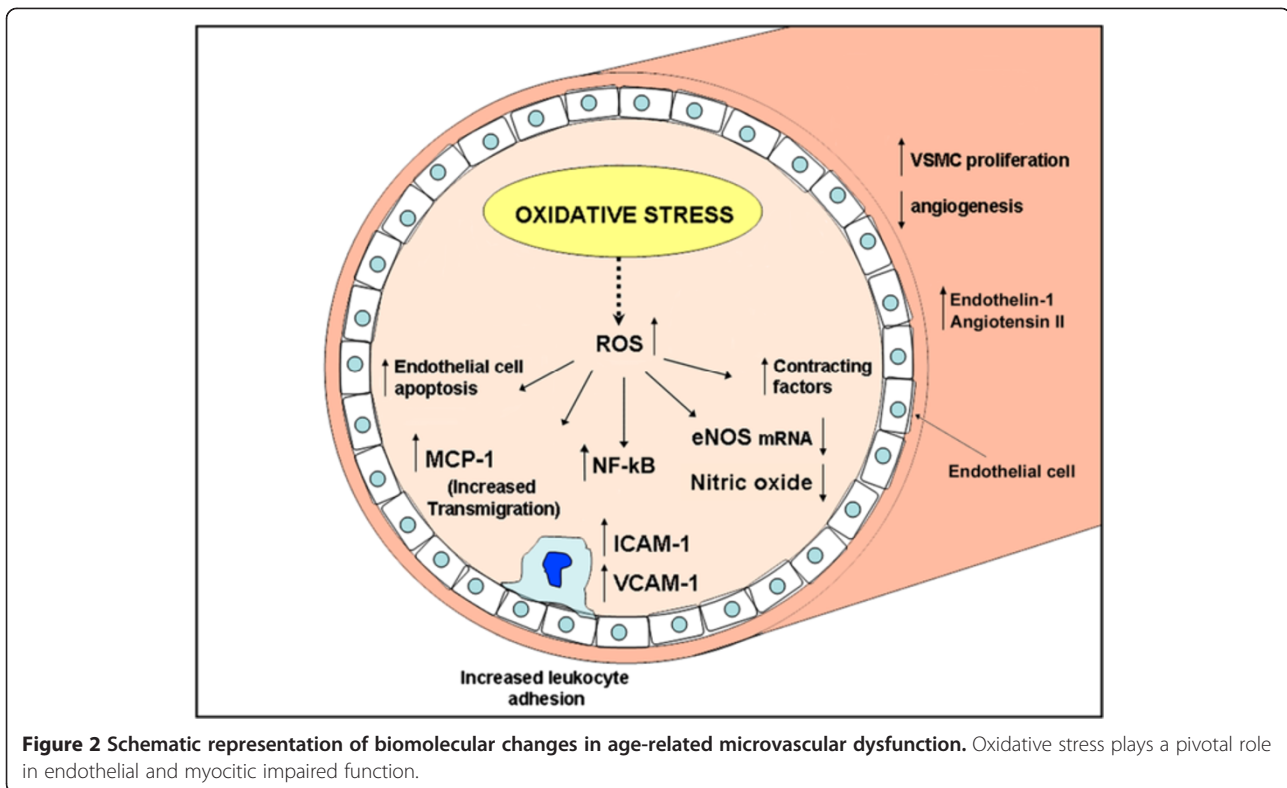 OXIDATIVE STRESS
ROS
Endothelial cell
apoptosis
Contracting
factors
MCP-1
(Increased
Transmigration)
NF-kB
eNOS mRNA
Nitric oxide
ICAM-1
VCAM-1
Increased leukocyte
adhesion
VSMC proliferation
angiogenesis
Endothelin-1
Angiotensin II
Endothelial cell
Figure 2 Schematic representation of biomolecular changes in age-related microvascular dysfunction. Oxidative stress plays a pivotal role
in endothelial and myocitic impaired function.